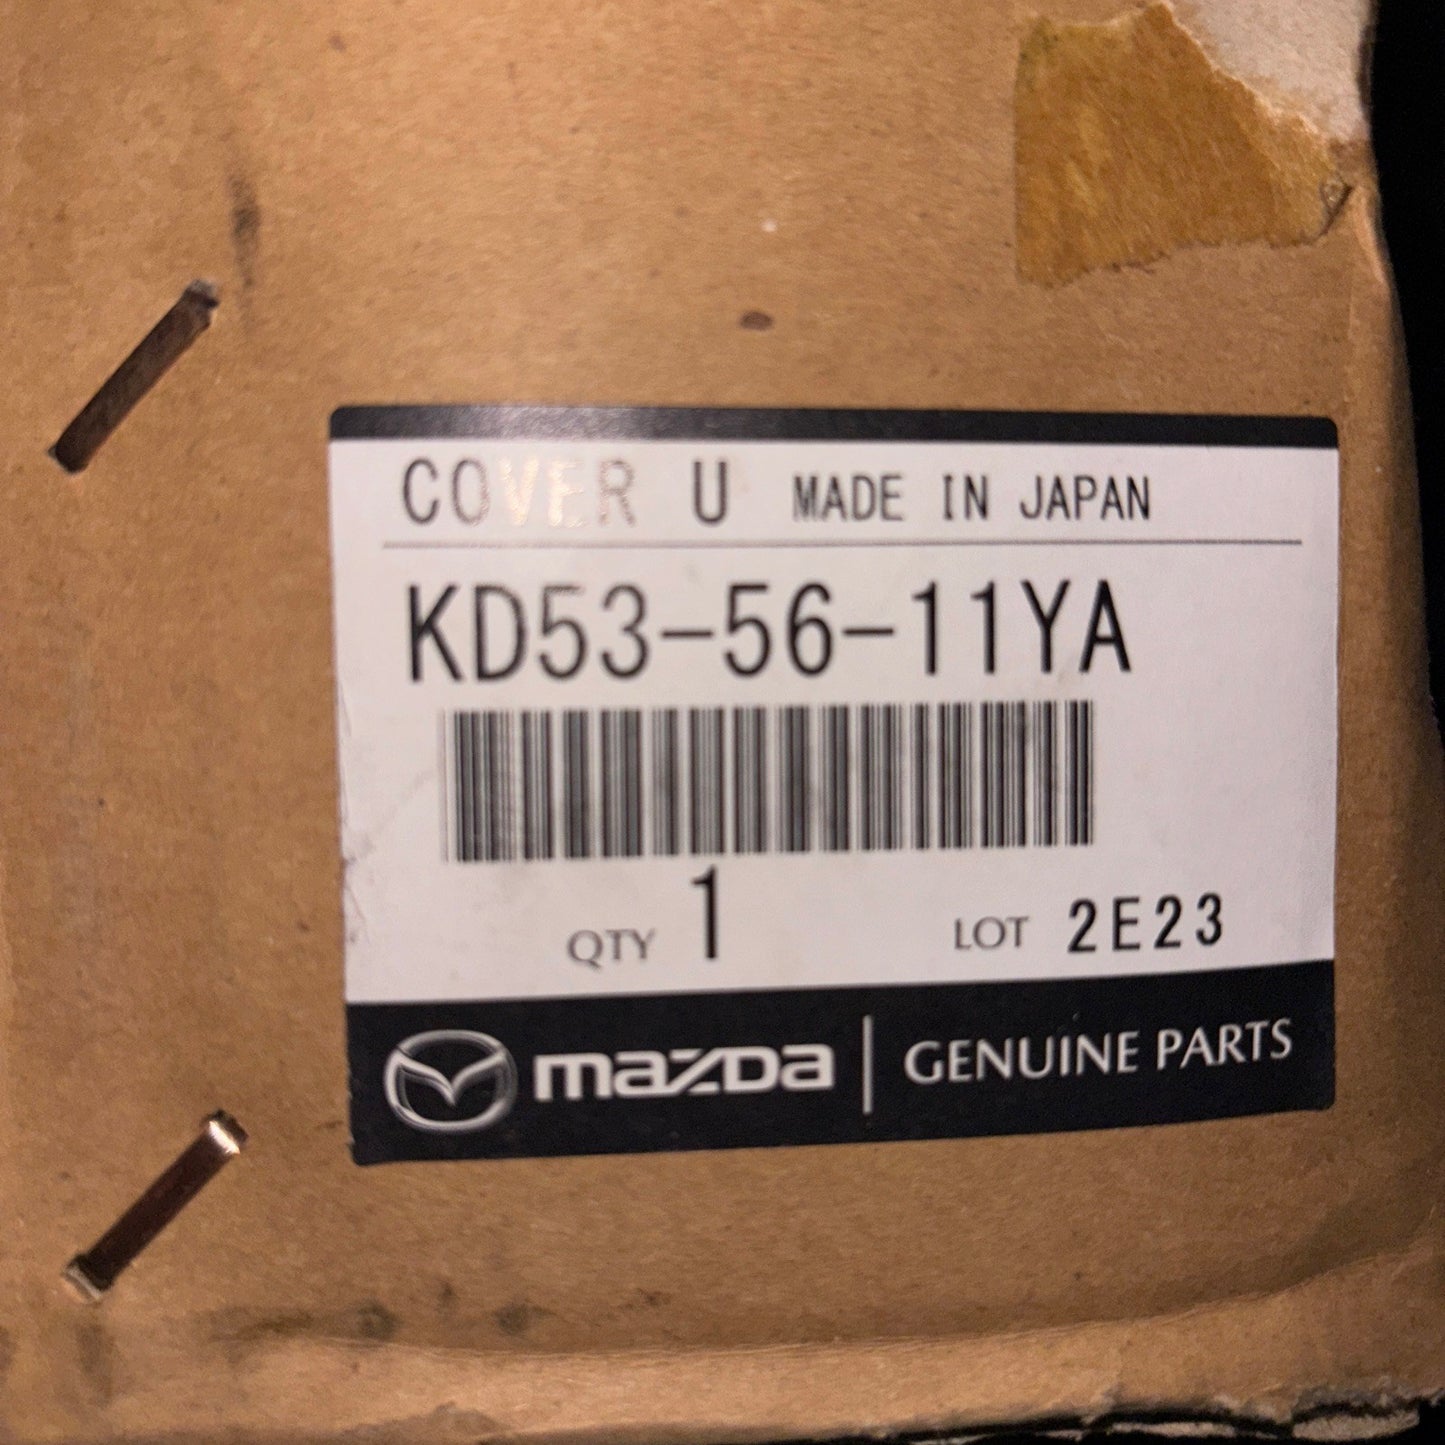 COVER U MADE IN JAPAN
KD53-56-11YA
QTY 1 LOT 2E23
mazda | GENUINE PARTS